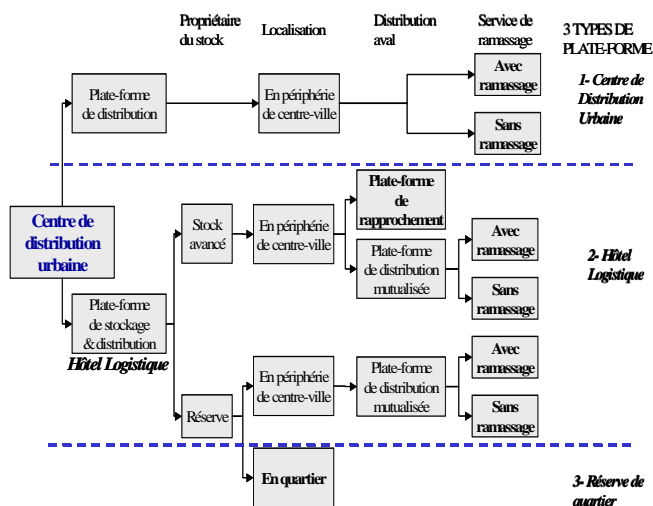 Propriétaire
du stock
Localisation
Distribution
aval
Service de
ramassage
3 TYPES DE
PLATE-FORME
Plate-forme
de distribution
En périphérie
de centre-ville
Avec
ramassage
Sans
ramassage
1- Centre de
Distribution
Urbaine
Centre de
distribution
urbaine
Plate-forme
de stockage
& distribution
Hôtel Logistique
Stock
avancé
En périphérie
de centre-ville
Plate-forme
de
rapprochement
Plate-forme
de distribution
mutualisée
Avec
ramassage
Sans
ramassage
2- Hôtel
Logistique
Réserve
En périphérie
de centre-ville
Plate-forme
de distribution
mutualisée
Avec
ramassage
Sans
ramassage
En quartier
3- Réserve de
quartier